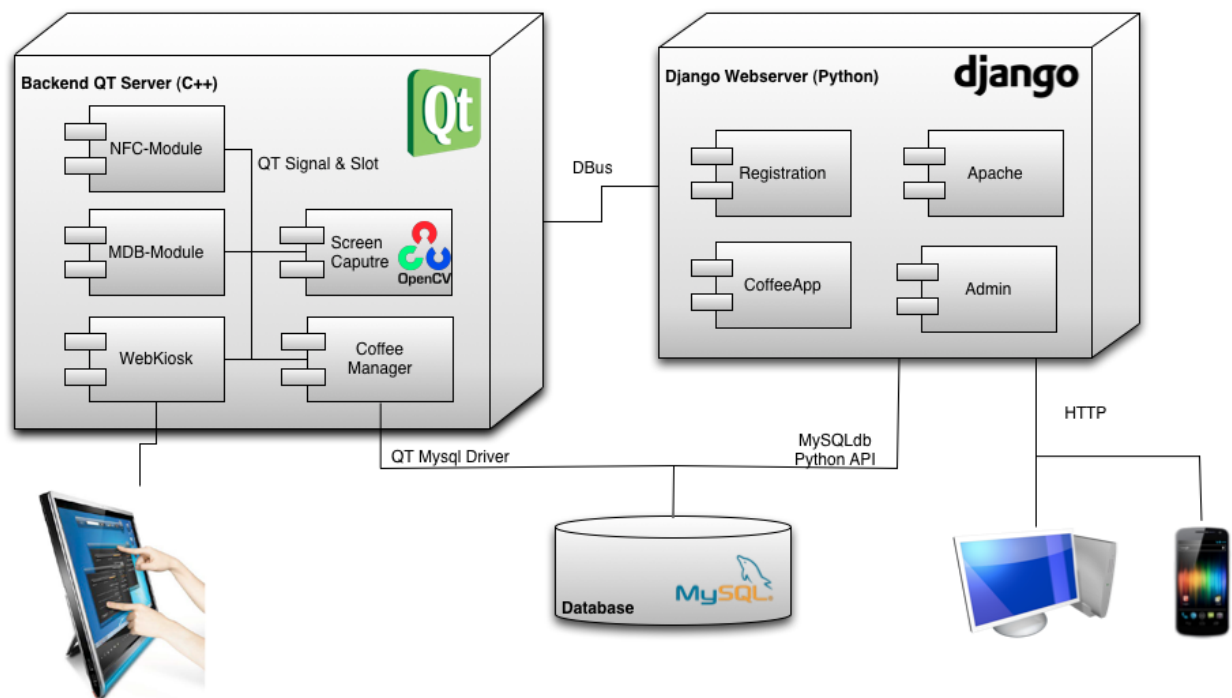 Backend QT Server (C++)
Qt
NFC-Module
QT Signal & Slot
MDB-Module
Screen
Caputre
OpenCV
WebKiosk
Coffee
Manager
DBus
Django Webserver (Python)
django
Registration
Apache
CoffeeApp
Admin
QT Mysql Driver
MySQLdb
Python API
HTTP
Database
MySQL